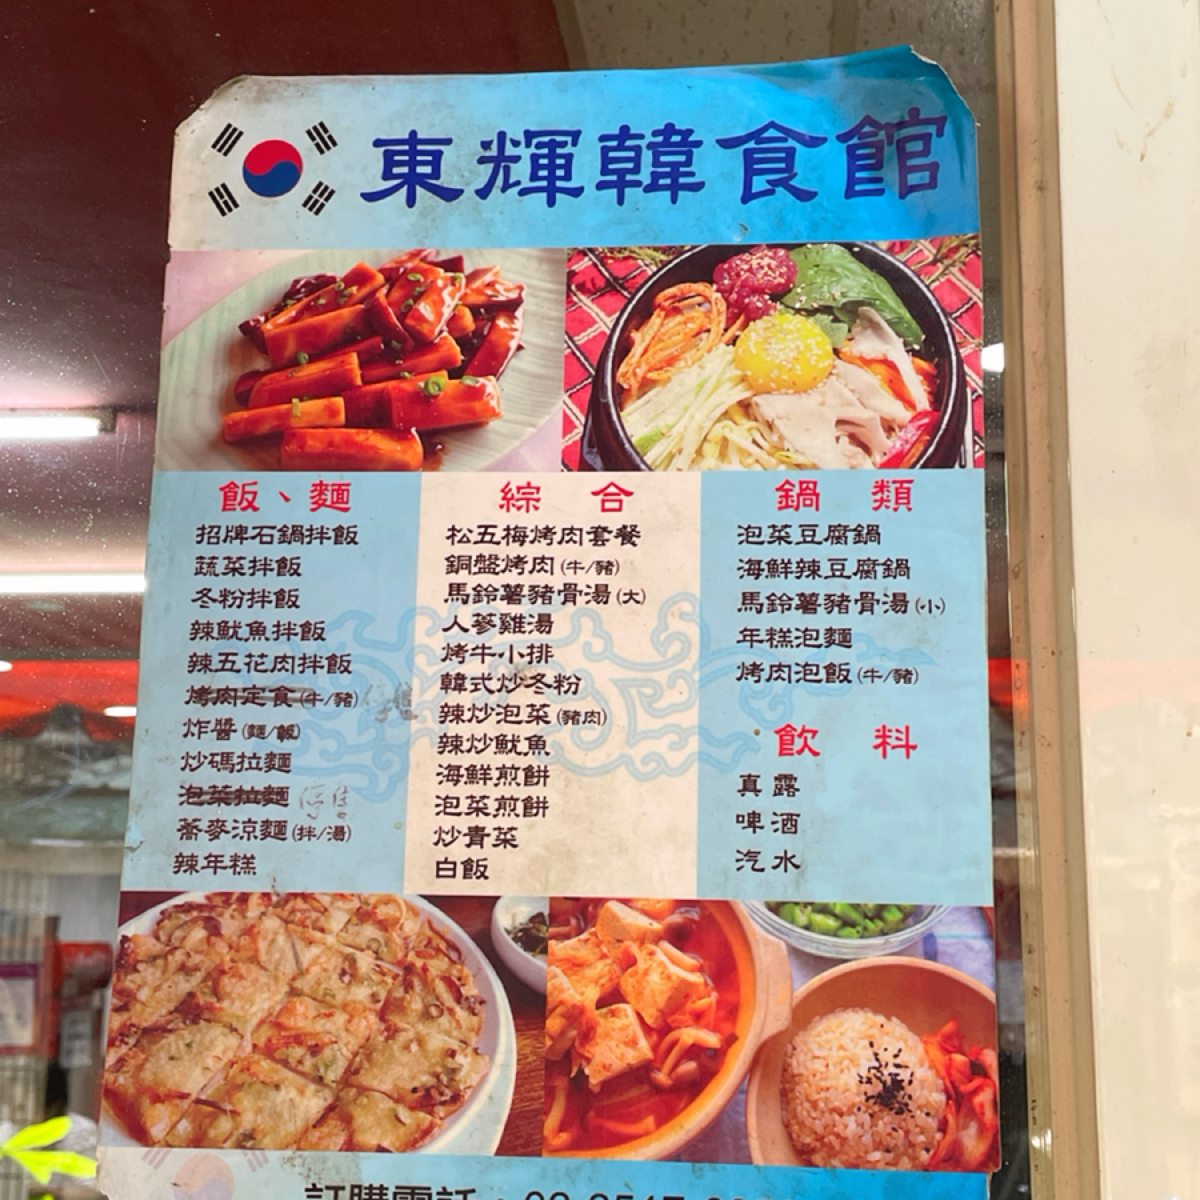 東輝韓食館
飯、麵
招牌石鍋拌飯
蔬菜拌飯
冬粉拌飯
辣魷魚拌飯
辣五花肉拌飯
烤肉定食(牛/豬)
炸醬(麵/飯)
炒碼拉麵
泡菜拉麵 停售
蕎麥涼麵(拌/湯)
辣年糕
綜合
松五梅烤肉套餐
銅盤烤肉(牛/豬)
馬鈴薯豬骨湯(大)
人蔘雞湯
烤牛小排
韓式炒冬粉
辣炒泡菜(豬肉)
辣炒魷魚
海鮮煎餅
泡菜煎餅
炒青菜
白飯
鍋類
泡菜豆腐鍋
海鮮辣豆腐鍋
馬鈴薯豬骨湯(小)
年糕泡麵
烤肉泡飯(牛/豬)
飲料
真露
啤酒
汽水
訂購電話：